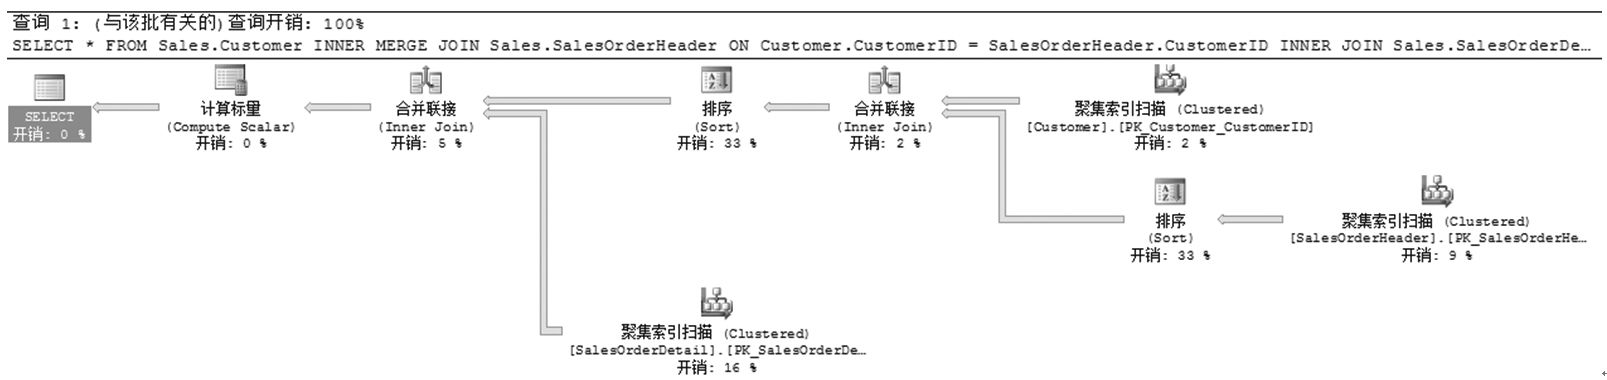 查询 1: (与该批有关的)查询开销: 100%
SELECT * FROM Sales.Customer INNER MERGE JOIN Sales.SalesOrderHeader ON Customer.CustomerID = SalesOrderHeader.CustomerID INNER JOIN Sales.SalesOrderDe…
SELECT
开销: 0 %
计算标量
(Compute Scalar)
开销: 0 %
合并联接
(Inner Join)
开销: 5 %
排序
(Sort)
开销: 33 %
合并联接
(Inner Join)
开销: 2 %
聚集索引扫描 (Clustered)
[Customer].[PK_Customer_CustomerID]
开销: 2 %
排序
(Sort)
开销: 33 %
聚集索引扫描 (Clustered)
[SalesOrderHeader].[PK_SalesOrderHe…
开销: 9 %
聚集索引扫描 (Clustered)
[SalesOrderDetail].[PK_SalesOrderDe…
开销: 16 %